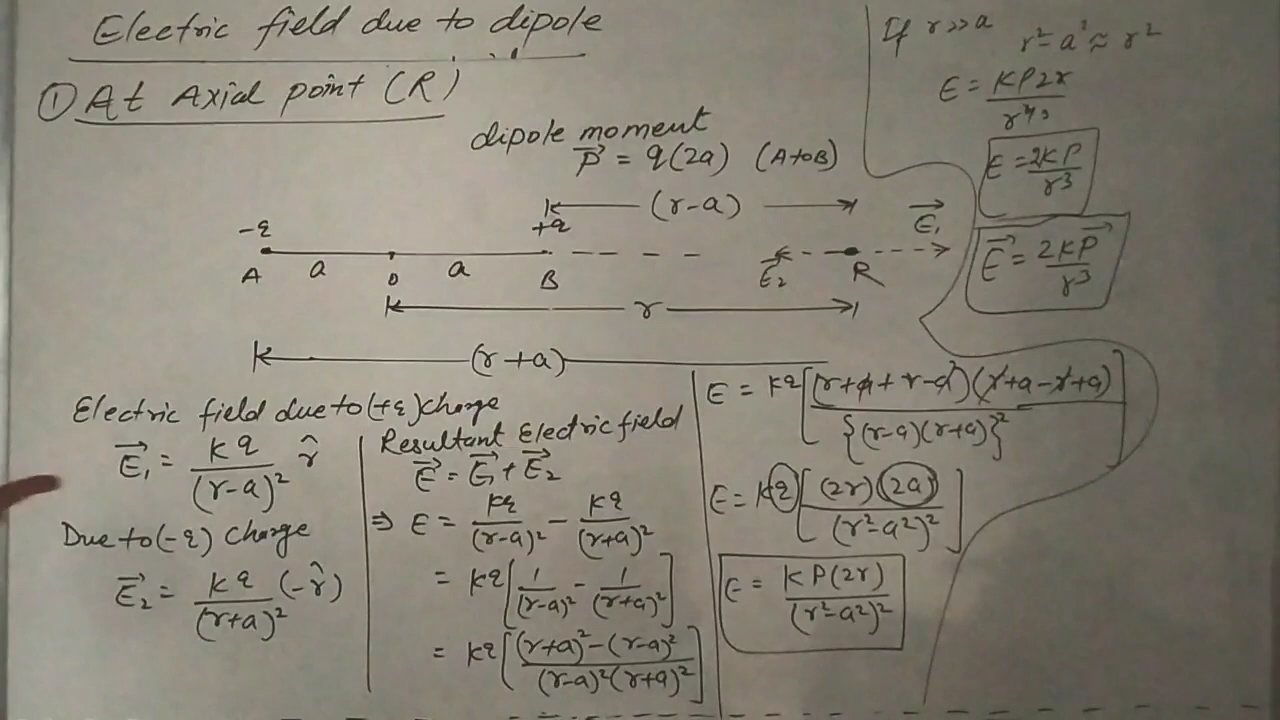 Electric field due to dipole
① At Axial point (R)
dipole moment
P⃗ = q(2a) (A to B)
(r-a)
-q
+q
E⃗₁
A a O a B E⃗₂ R
r
(r+a)
Electric field due to (+q) charge
E⃗₁ = Kq/(r-a)² r̂
Due to (-q) charge
E⃗₂ = Kq/(r+a)² (-r̂)
Resultant Electric field
E⃗ = E⃗₁ + E⃗₂
⇒ E = Kq/(r-a)² - Kq/(r+a)²
= Kq[1/(r-a)² - 1/(r+a)²]
= Kq[(r+a)² - (r-a)²/(r-a)²(r+a)²]
E = Kq[(r+a+r-a)(r+a-r+a)/{(r-a)(r+a)}²]
E = Kq[(2r)(2a)/(r²-a²)²]
E = KP(2r)/(r²-a²)²
If r>>a
r²-a² ≈ r²
E = KP2r/r⁴³
E = 2KP/r³
E⃗ = 2KP⃗/r³